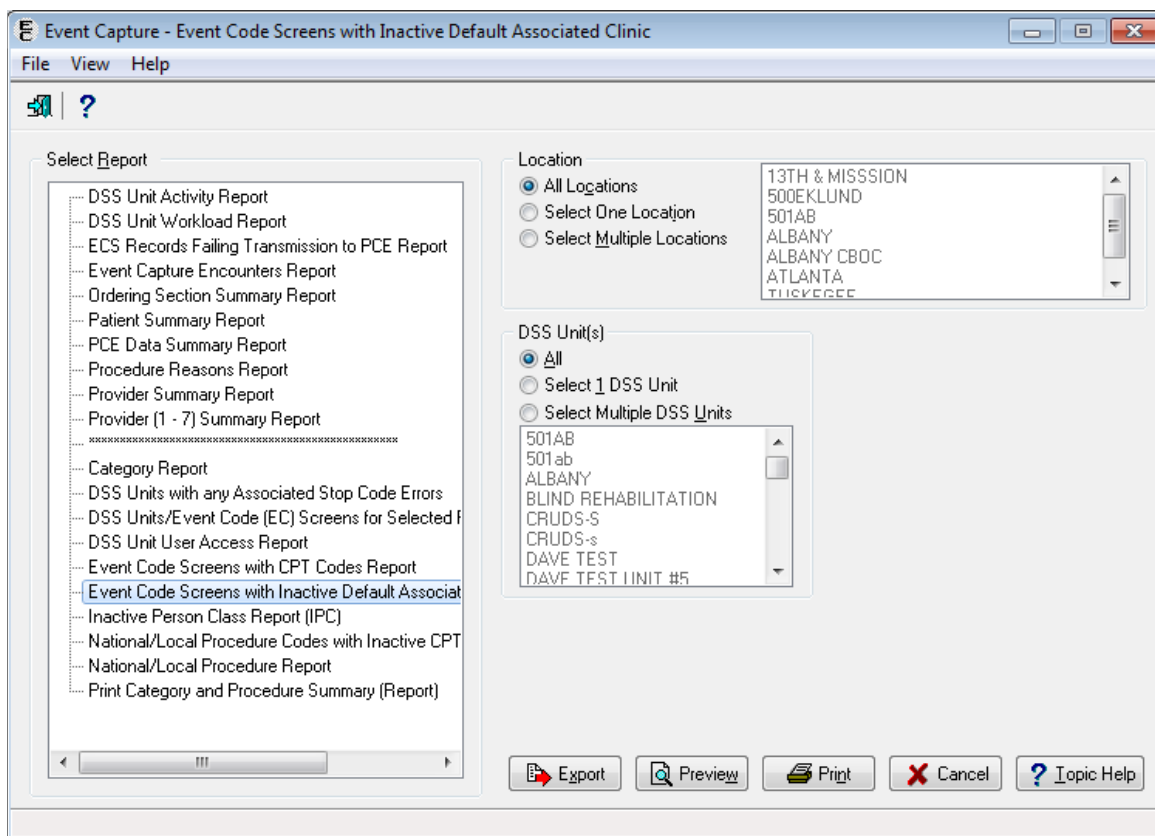 Event Capture - Event Code Screens with Inactive Default Associated Clinic
File View Help
?
Select Report
DSS Unit Activity Report
DSS Unit Workload Report
ECS Records Failing Transmission to PCE Report
Event Capture Encounters Report
Ordering Section Summary Report
Patient Summary Report
PCE Data Summary Report
Procedure Reasons Report
Provider Summary Report
Provider (1 - 7) Summary Report
**************************************************
Category Report
DSS Units with any Associated Stop Code Errors
DSS Units/Event Code (EC) Screens for Selected
DSS Unit User Access Report
Event Code Screens with CPT Codes Report
Event Code Screens with Inactive Default Associat
Inactive Person Class Report (IPC)
National/Local Procedure Codes with Inactive CPT
National/Local Procedure Report
Print Category and Procedure Summary (Report)
Location
All Locations
Select One Location
Select Multiple Locations
13TH & MISSSION
500EKLUND
501AB
ALBANY
ALBANY CBOC
ATLANTA
TUSKEGEE
DSS Unit(s)
All
Select 1 DSS Unit
Select Multiple DSS Units
501AB
501ab
ALBANY
BLIND REHABILITATION
CRUDS-S
CRUDS-s
DAVE TEST
DAVE TEST UNIT #5
Export
Preview
Print
Cancel
? Topic Help